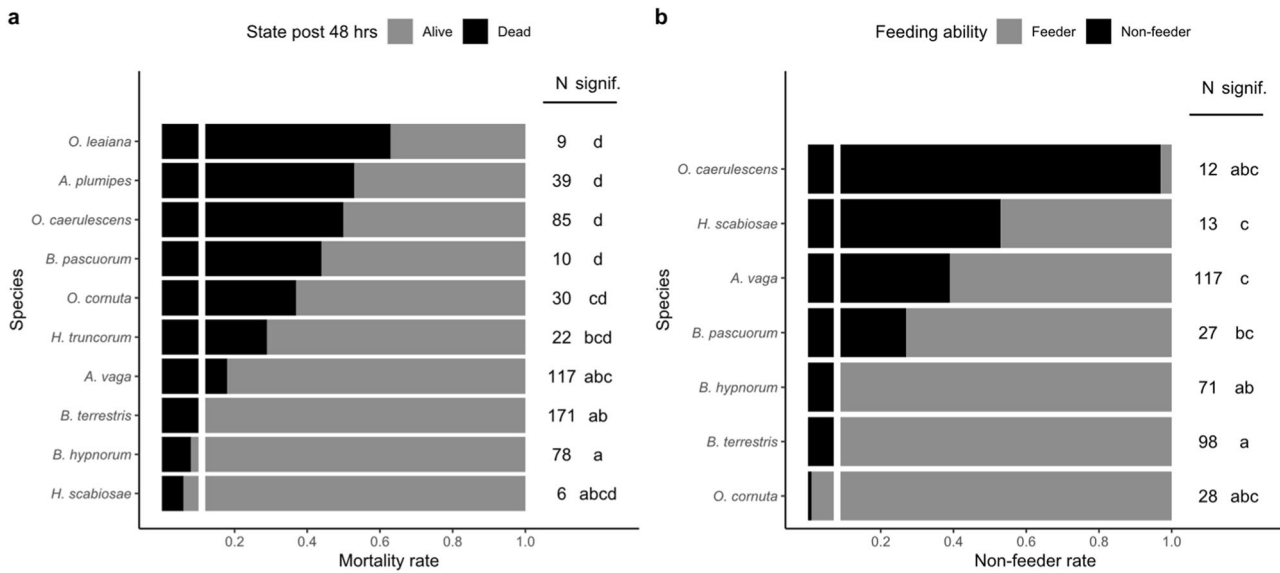 a
State post 48 hrs Alive Dead
N signif.
O. leaiana 9 d
A. plumipes 39 d
O. caerulescens 85 d
B. pascuorum 10 d
O. cornuta 30 cd
H. truncorum 22 bcd
A. vaga 117 abc
B. terrestris 171 ab
B. hypnorum 78 a
H. scabiosae 6 abcd
Species
0.2 0.4 0.6 0.8 1.0
Mortality rate
b
Feeding ability Feeder Non-feeder
N signif.
O. caerulescens 12 abc
H. scabiosae 13 c
A. vaga 117 c
B. pascuorum 27 bc
B. hypnorum 71 ab
B. terrestris 98 a
O. cornuta 28 abc
Species
0.2 0.4 0.6 0.8 1.0
Non-feeder rate